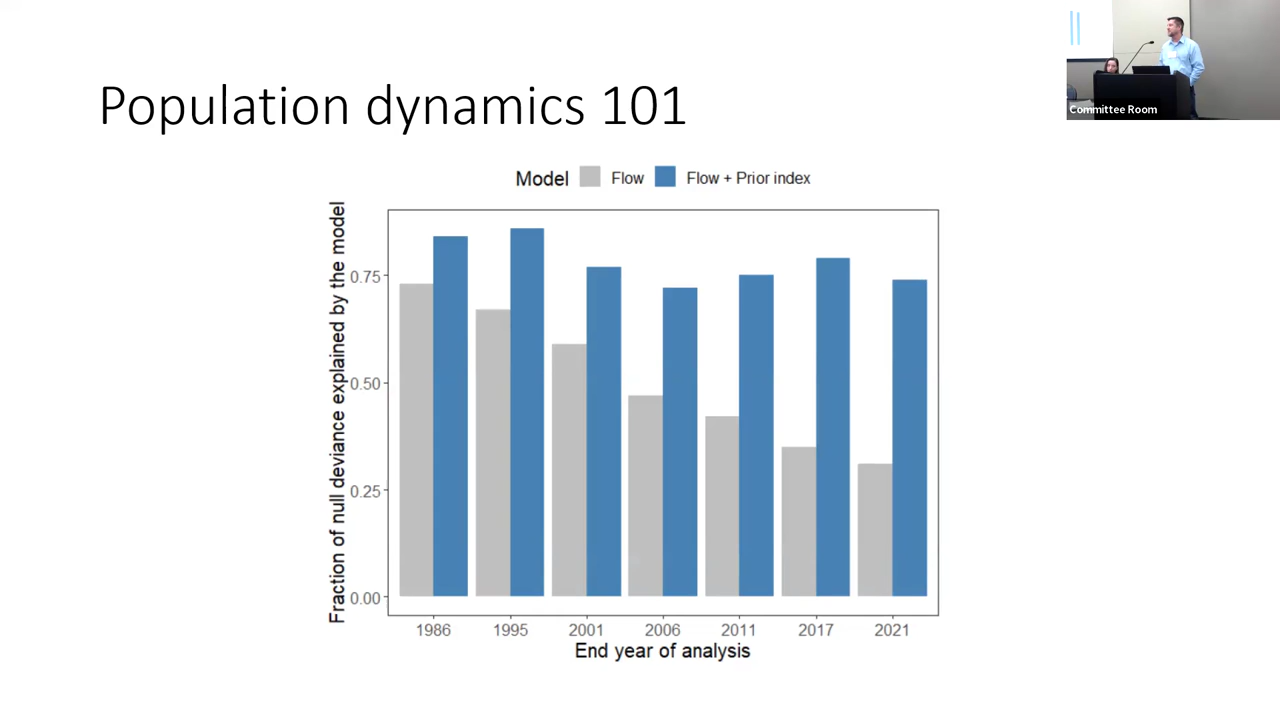 Population dynamics 101
Committee Room
Model Flow Flow + Prior index
Fraction of null deviance explained by the model
0.75
0.50
0.25
0.00
1986 1995 2001 2006 2011 2017 2021
End year of analysis